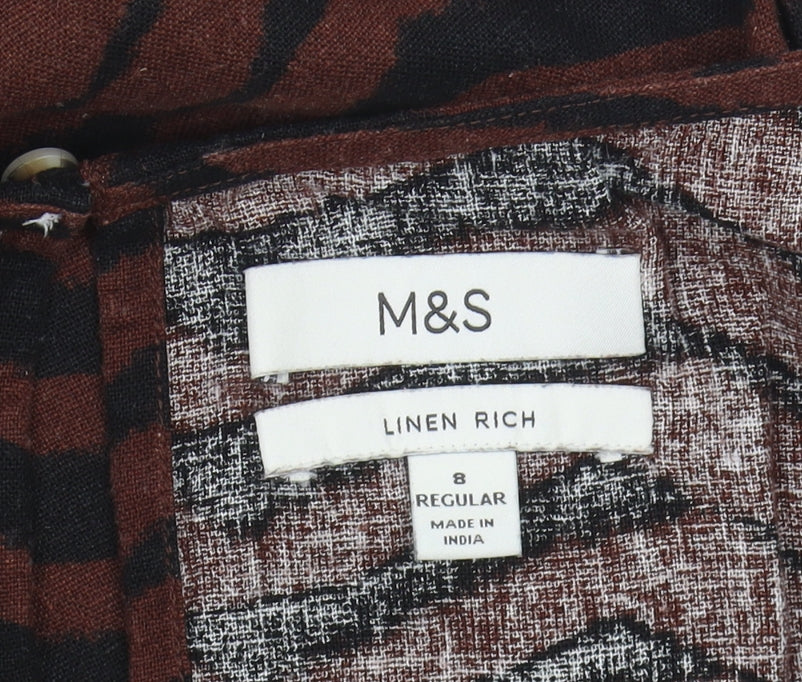 M&S
LINEN RICH
8
REGULAR
MADE IN
INDIA